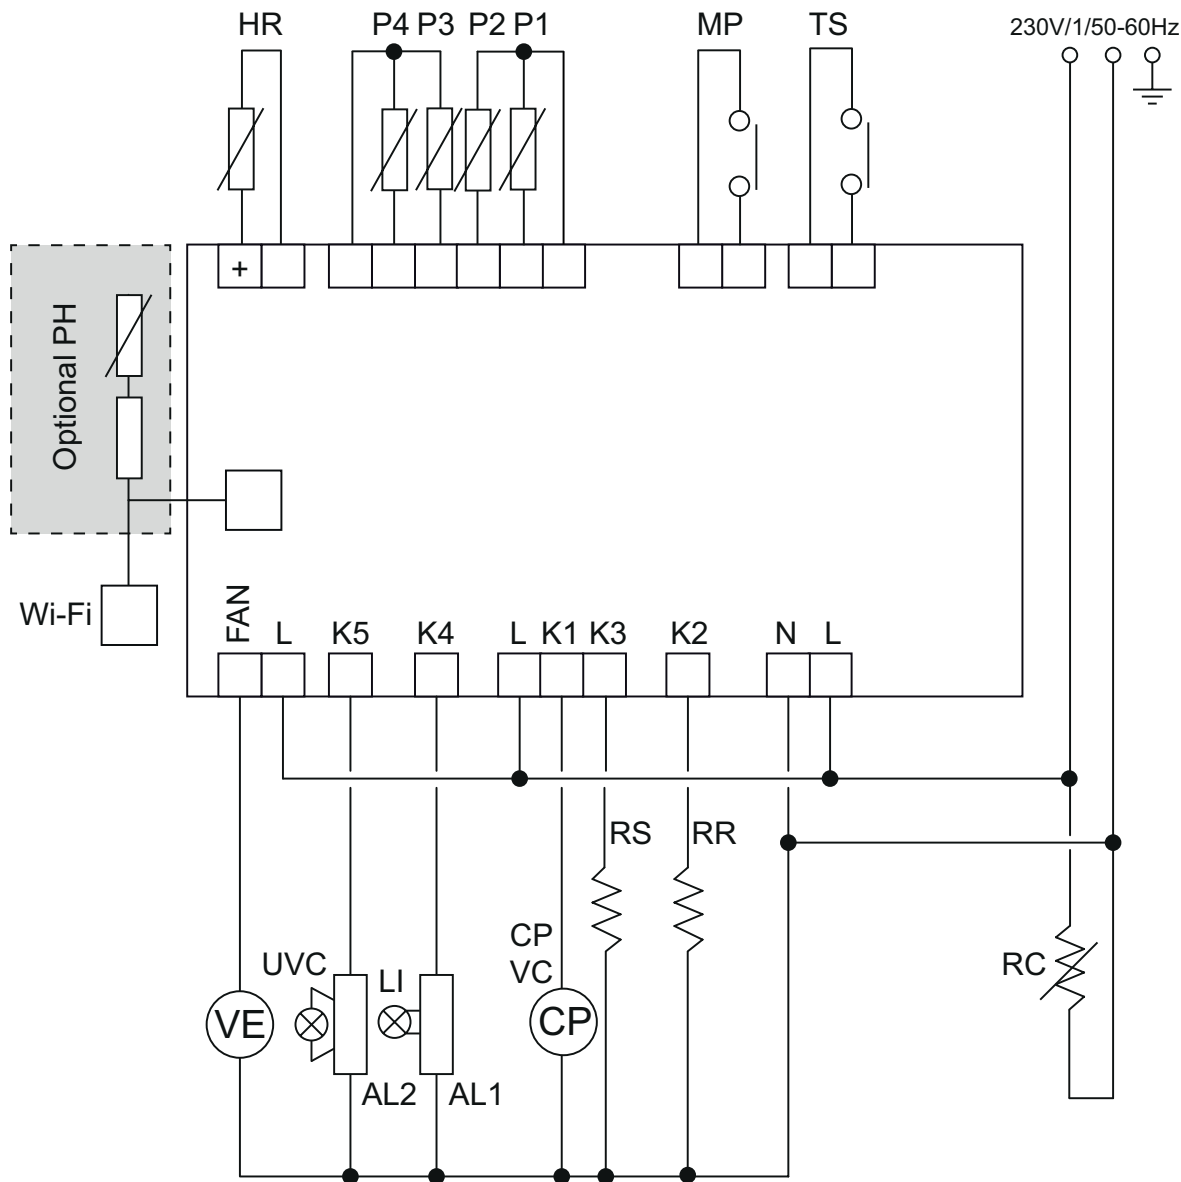 HR P4 P3 P2 P1 MP TS 230V/1/50-60Hz
+
Optional PH
Wi-Fi
FAN L K5 K4 L K1 K3 K2 N L
RS RR
CP
VC
UVC LI RC
VE CP
AL2 AL1